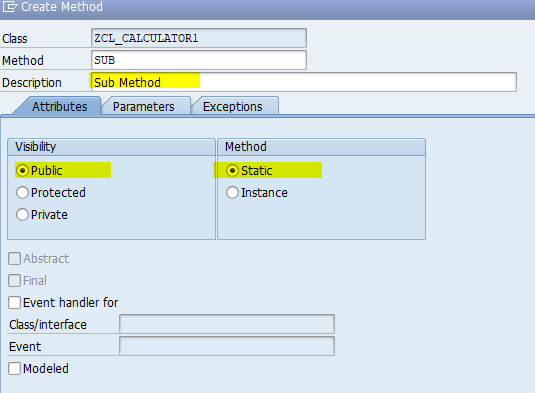 Create Method
Class ZCL_CALCULATOR1
Method SUB
Description Sub Method
Attributes Parameters Exceptions
Visibility Method
Public Static
Protected Instance
Private
Abstract
Final
Event handler for
Class/interface
Event
Modeled